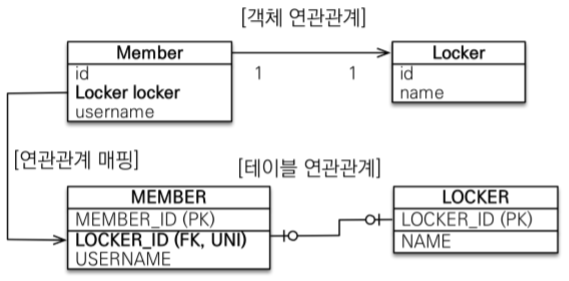 [객체 연관관계]
Member
id
Locker locker
username
1
1
Locker
id
name
[연관관계 매핑]
[테이블 연관관계]
MEMBER
MEMBER_ID (PK)
LOCKER_ID (FK, UNI)
USERNAME
LOCKER
LOCKER_ID (PK)
NAME